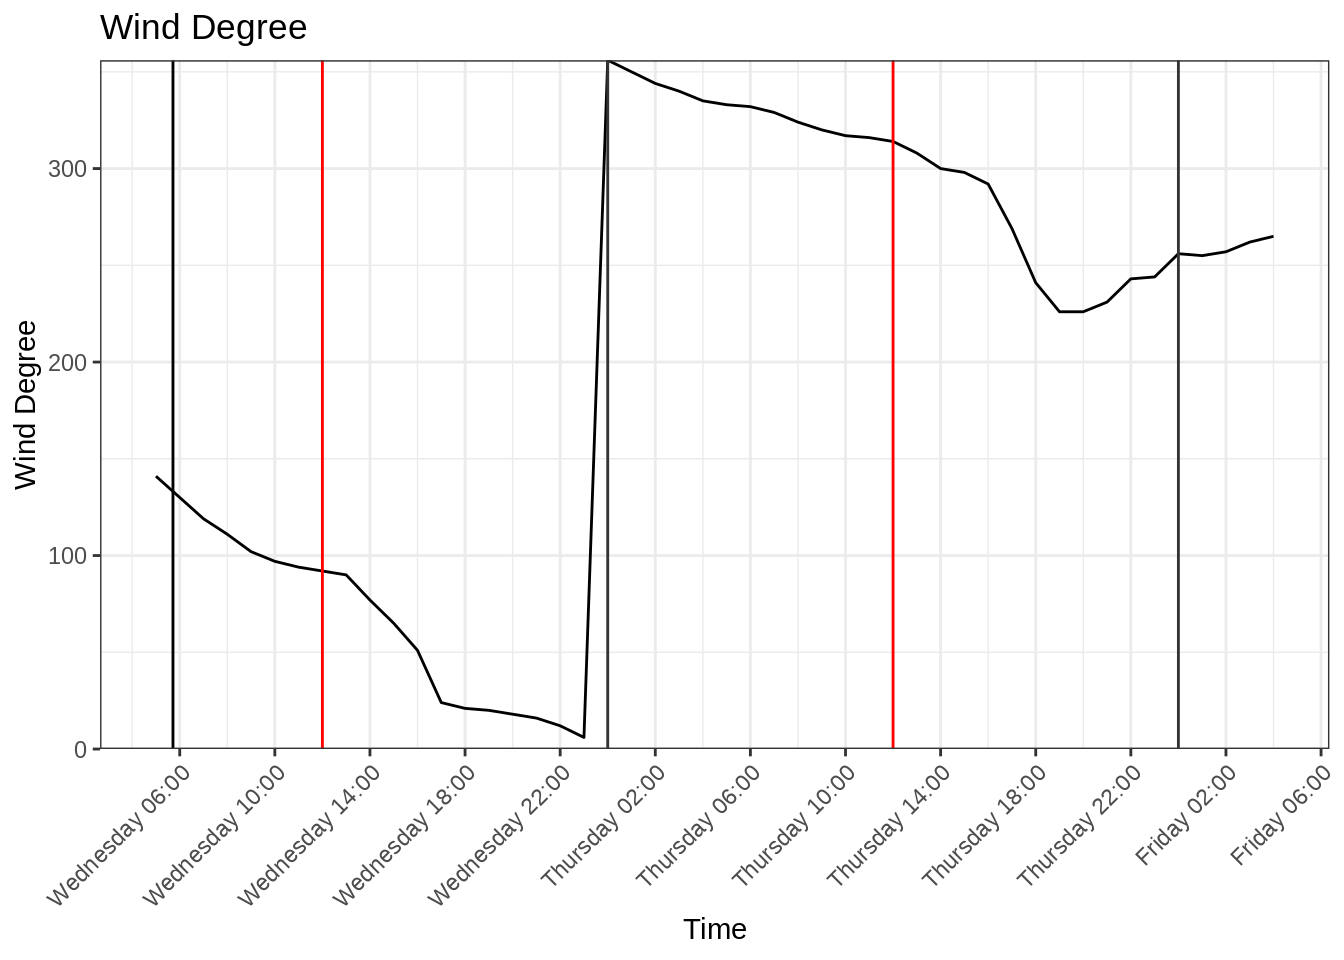 Wind Degree
Wind Degree
300
200
100
0
Wednesday 06:00
Wednesday 10:00
Wednesday 14:00
Wednesday 18:00
Wednesday 22:00
Thursday 02:00
Thursday 06:00
Thursday 10:00
Thursday 14:00
Thursday 18:00
Thursday 22:00
Friday 02:00
Friday 06:00
Time